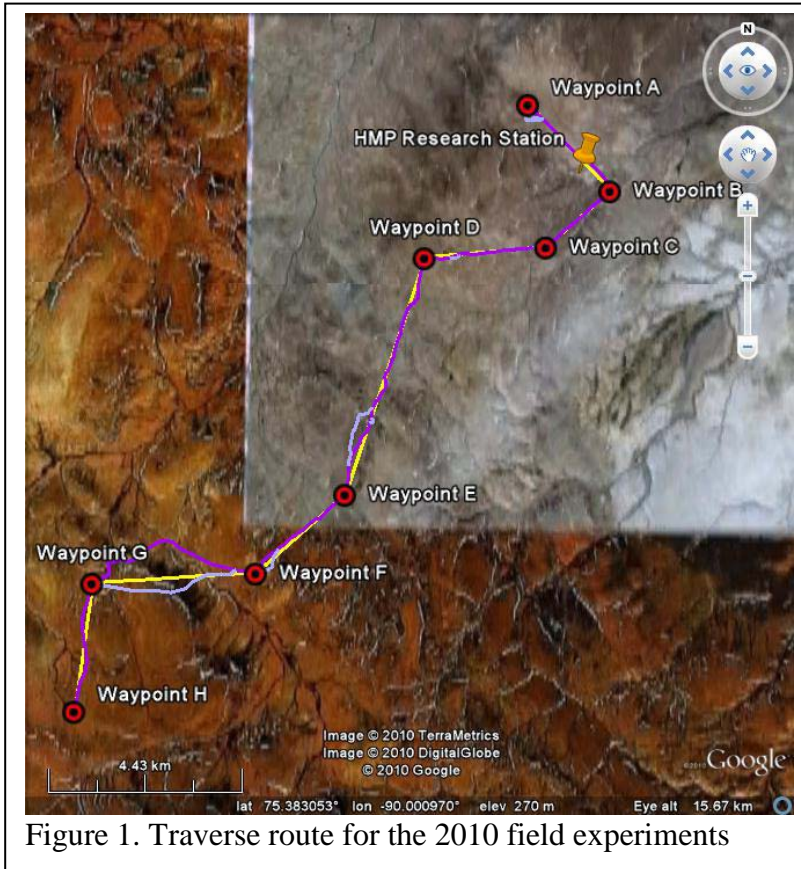 N
Waypoint A
HMP Research Station
Waypoint B
Waypoint D
Waypoint C
Waypoint E
Waypoint G
Waypoint F
Waypoint H
Image © 2010 TerraMetrics
Image © 2010 DigitalGlobe
© 2010 Google
4.43 km
©2010 Google
lat 75.383053° lon -90.000970° elev 270 m Eye alt 15.67 km
Figure 1. Traverse route for the 2010 field experiments